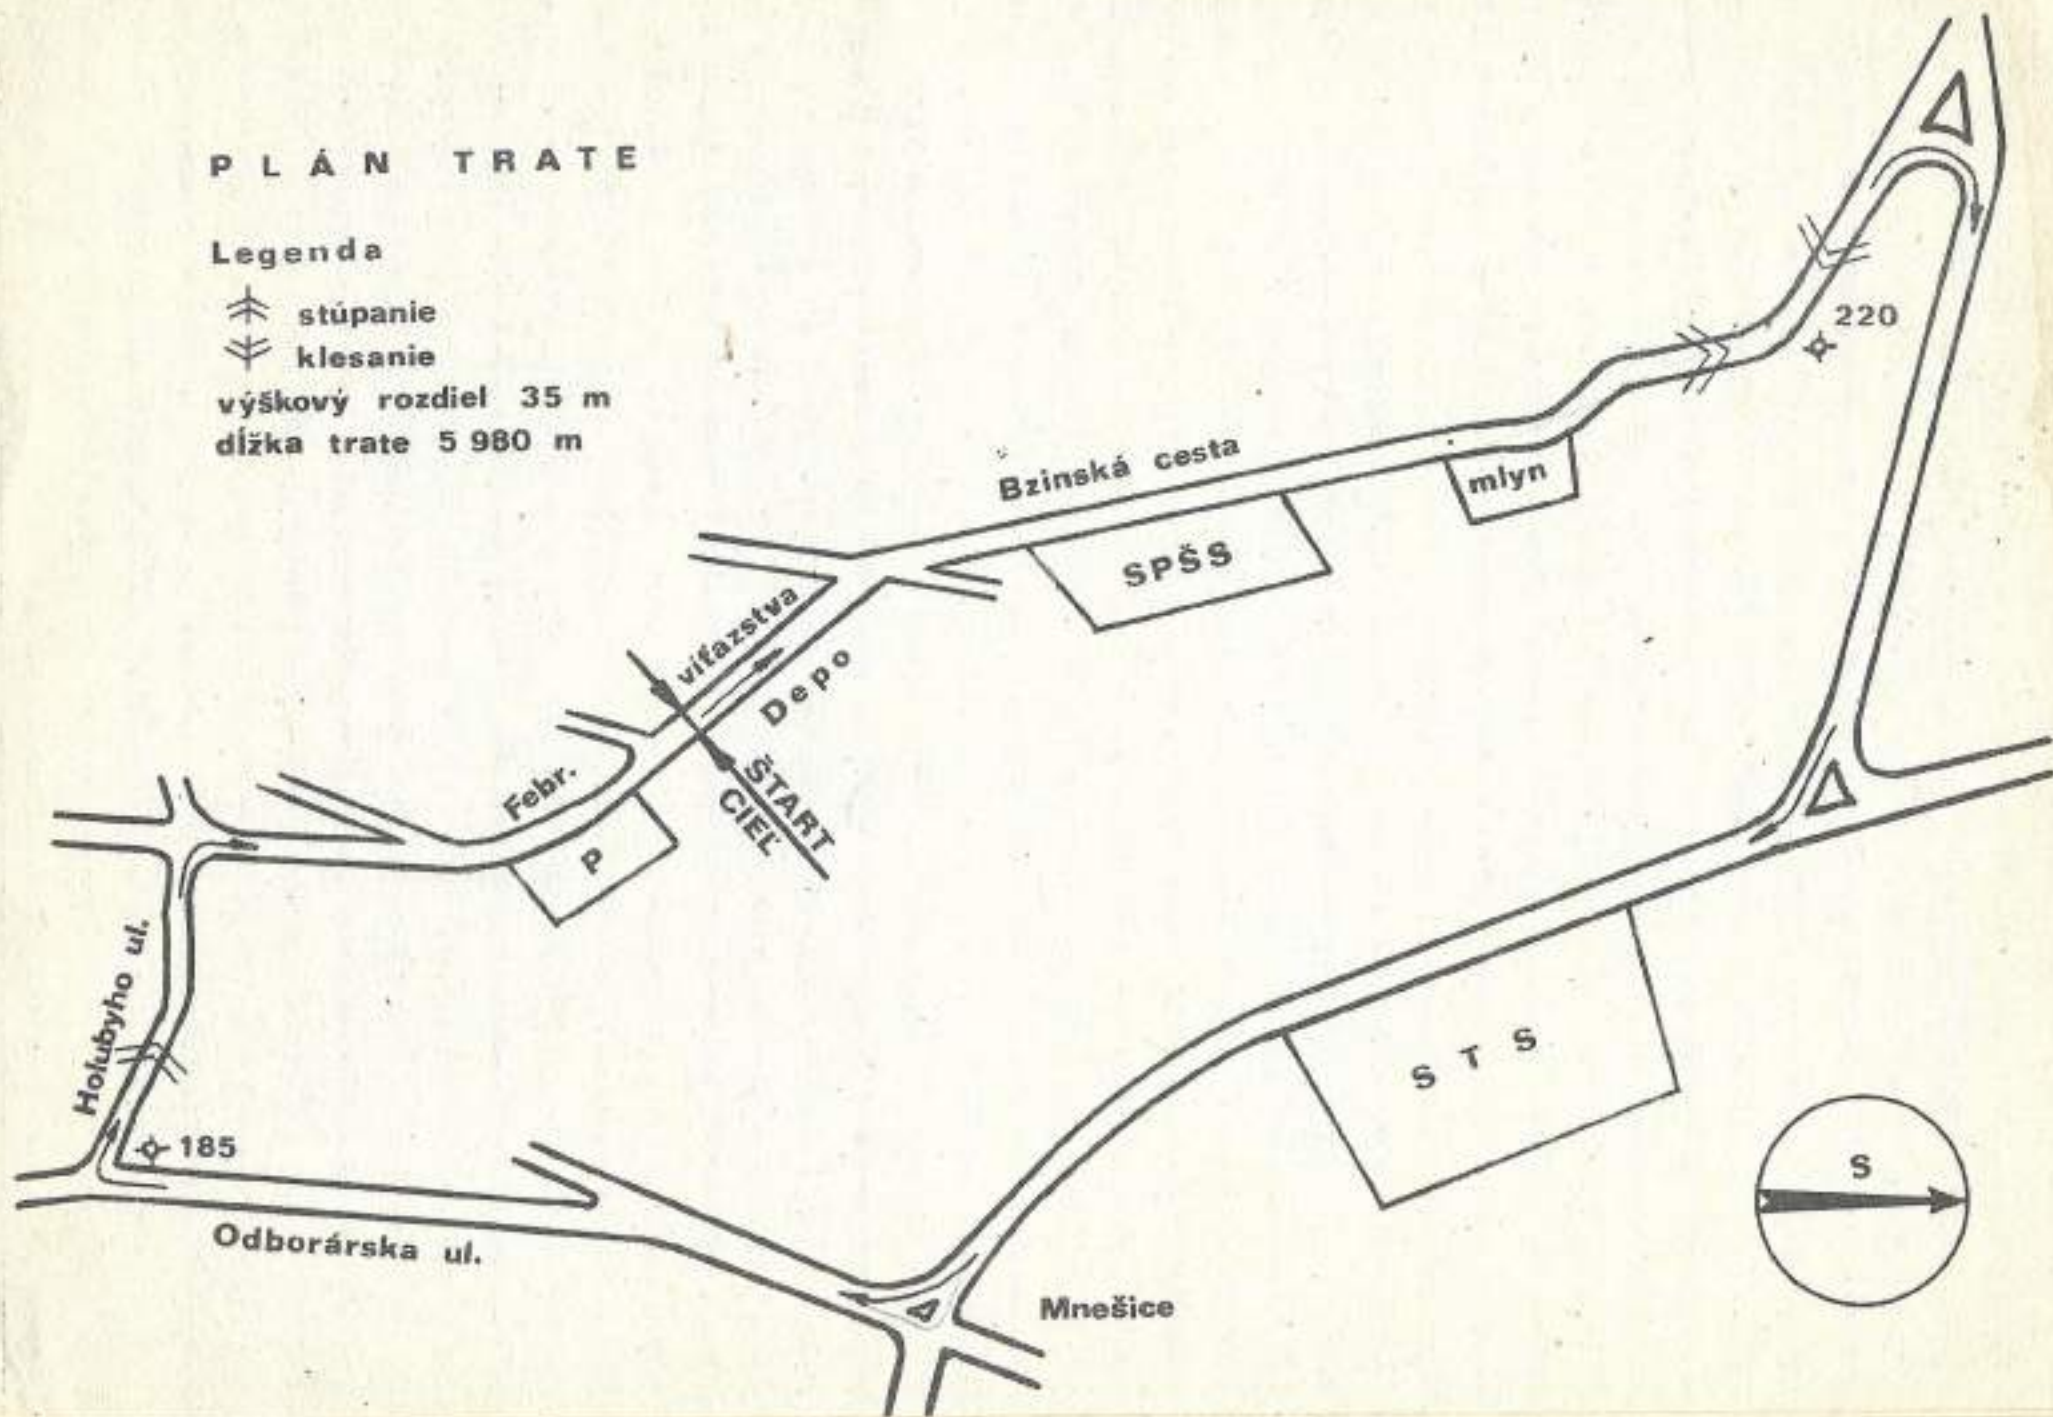 PLÁN TRATE
Legenda
stúpanie
klesanie
výškový rozdiel 35 m
dĺžka trate 5 980 m
220
Bzinská cesta
mlyn
SPŠS
víťazstva
Depo
Febr.
ŠTART
CIEĽ
P
Holubyho ul.
STS
185
S
Odborárska ul.
Mnešice